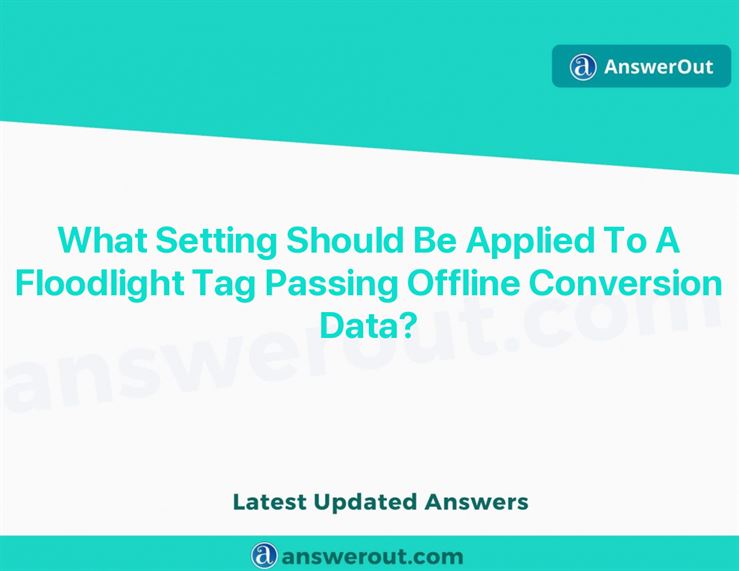 AnswerOut
What Setting Should Be Applied To A
Floodlight Tag Passing Offline Conversion
Data?
answerout.com
Latest Updated Answers
answerout.com